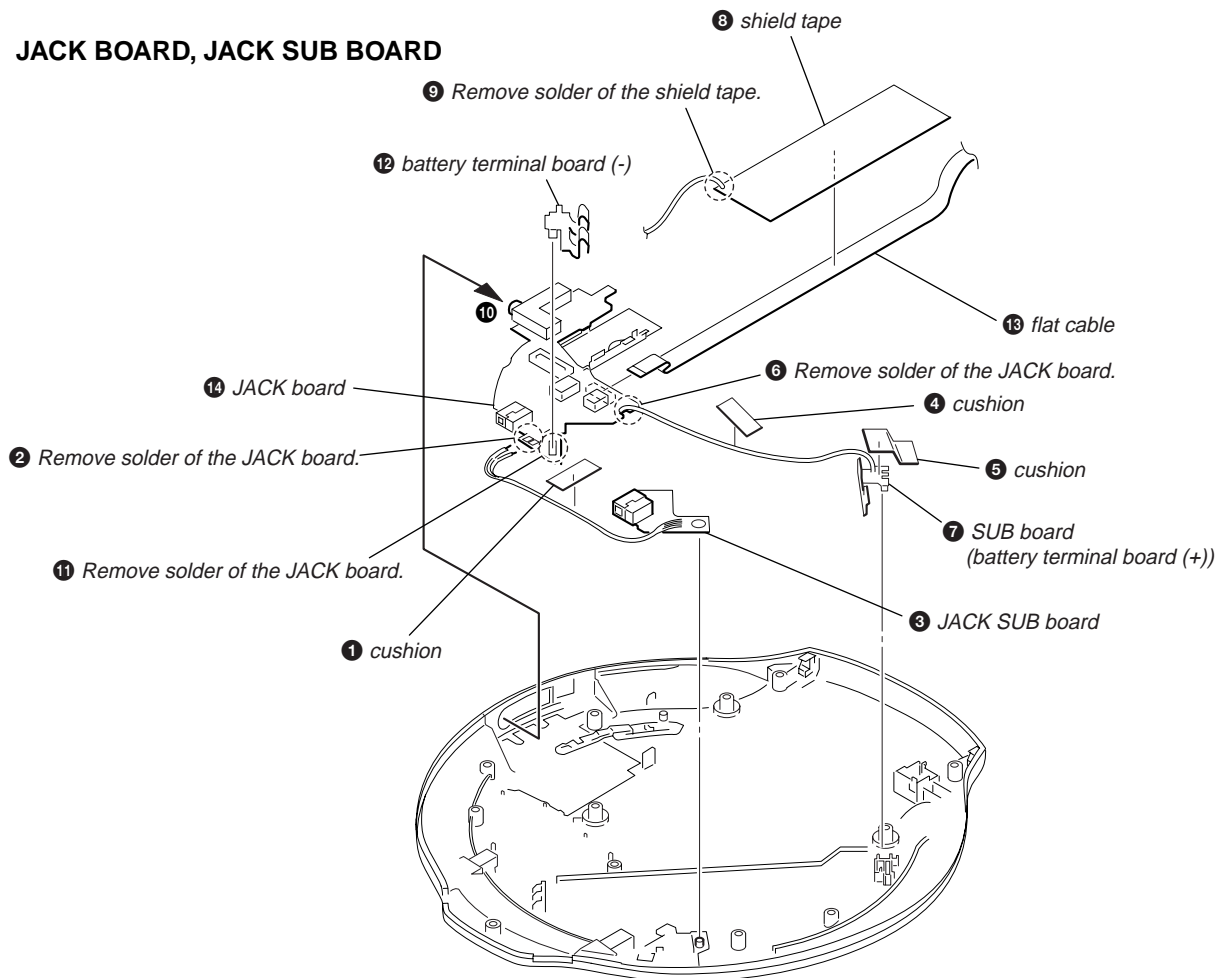 JACK BOARD, JACK SUB BOARD
8 shield tape
9 Remove solder of the shield tape.
12 battery terminal board (-)
10
13 flat cable
6 Remove solder of the JACK board.
14 JACK board
4 cushion
2 Remove solder of the JACK board.
5 cushion
7 SUB board
(battery terminal board (+))
11 Remove solder of the JACK board.
3 JACK SUB board
1 cushion